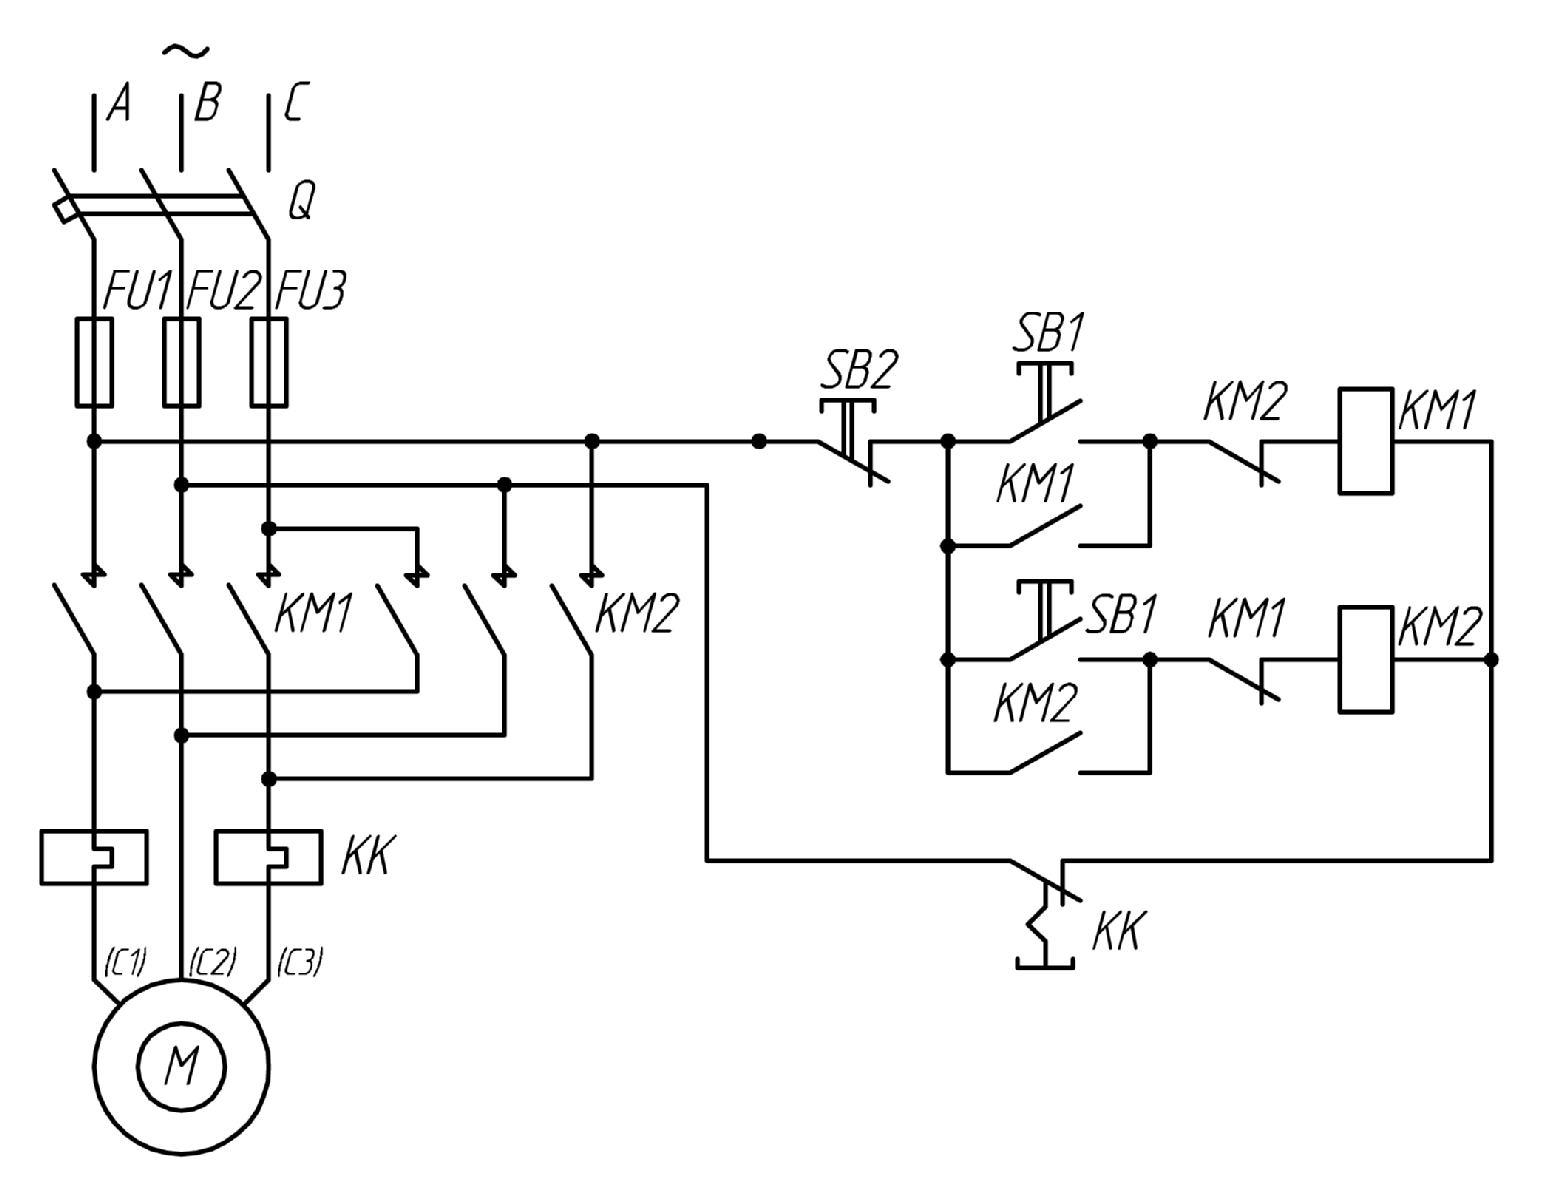 ~
A B C
Q
FU1 FU2 FU3
SB1
SB2
KM2 KM1
KM1
KM1 KM2 SB1 KM1 KM2
KM2
KK
KK
(C1) (C2) (C3)
M